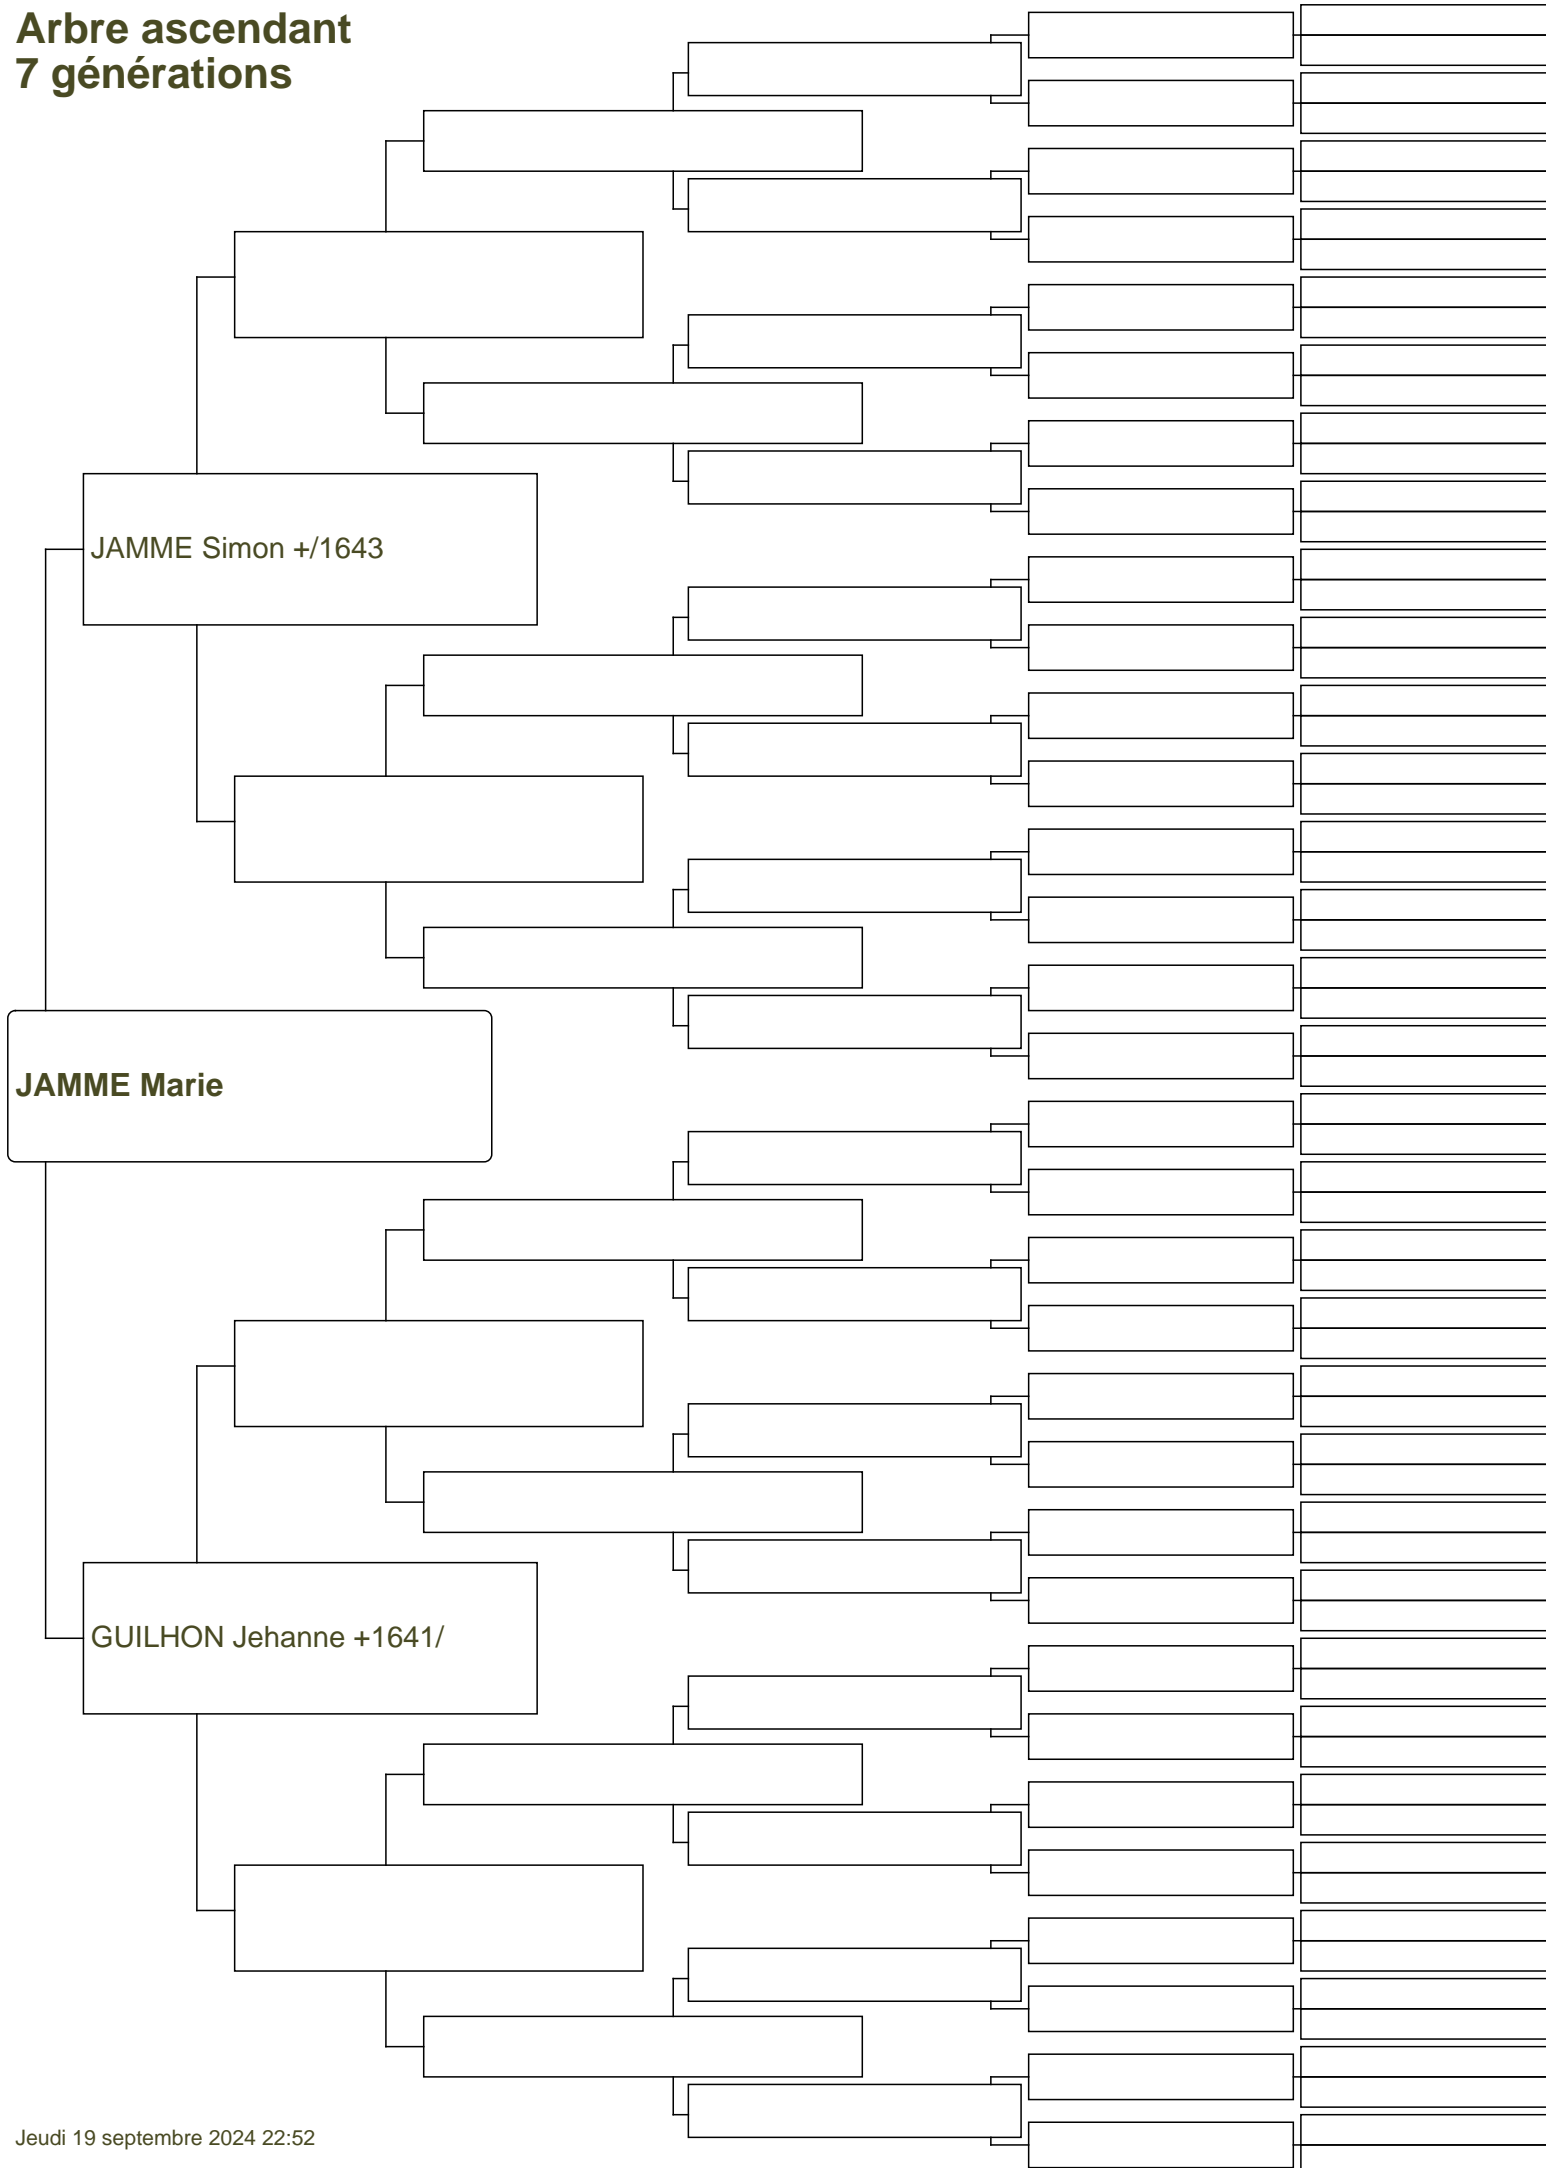 Arbre ascendant
7 générations
JAMME Simon +/1643
JAMME Marie
GUILHON Jehanne +1641/
Jeudi 19 septembre 2024 22:52